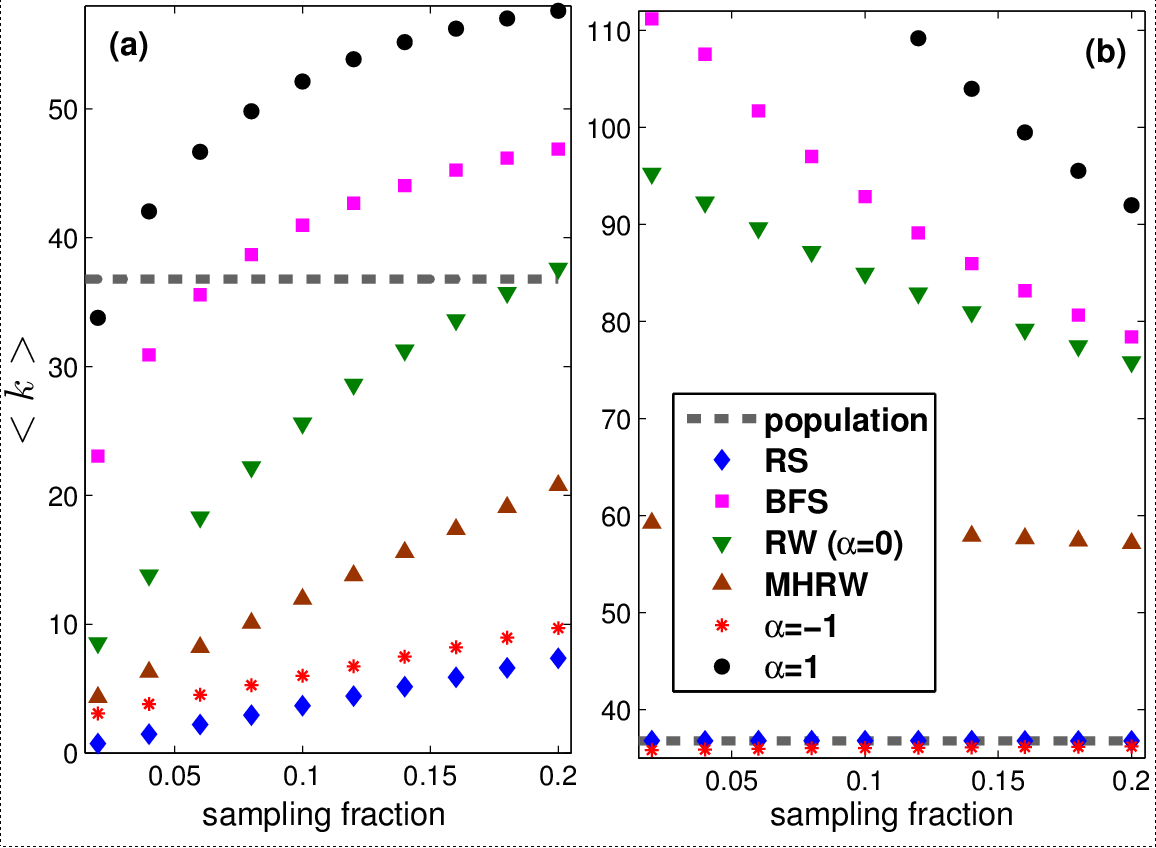 (a)
50
40
30
20
10
0
< k >
0.05
0.1
0.15
0.2
sampling fraction
(b)
110
100
90
80
70
60
50
40
population
RS
BFS
RW (α=0)
MHRW
α=−1
α=1
0.05
0.1
0.15
0.2
sampling fraction